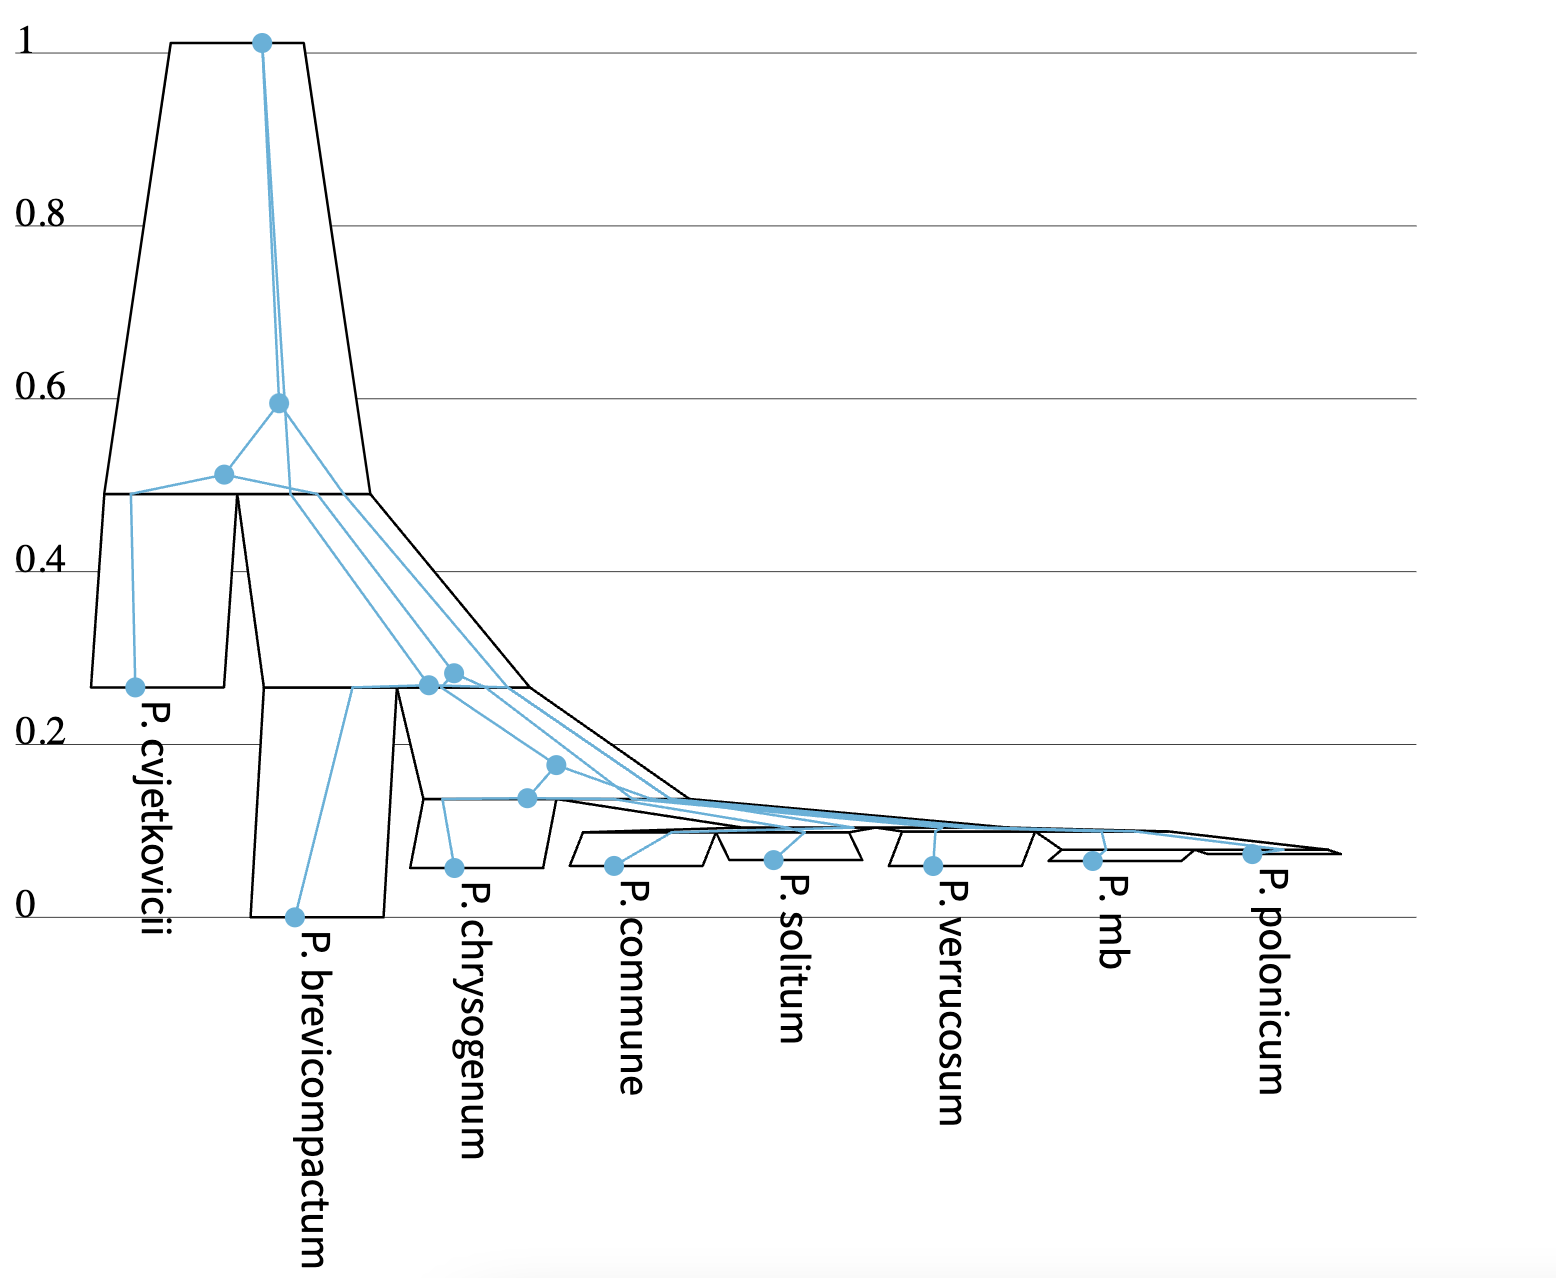 1
0.8
0.6
0.4
0.2
0
P. cvjetkovicii
P. brevicompactum
P. chrysogenum
P. commune
P. solitum
P. verrucosum
P. mb
P. polonicum